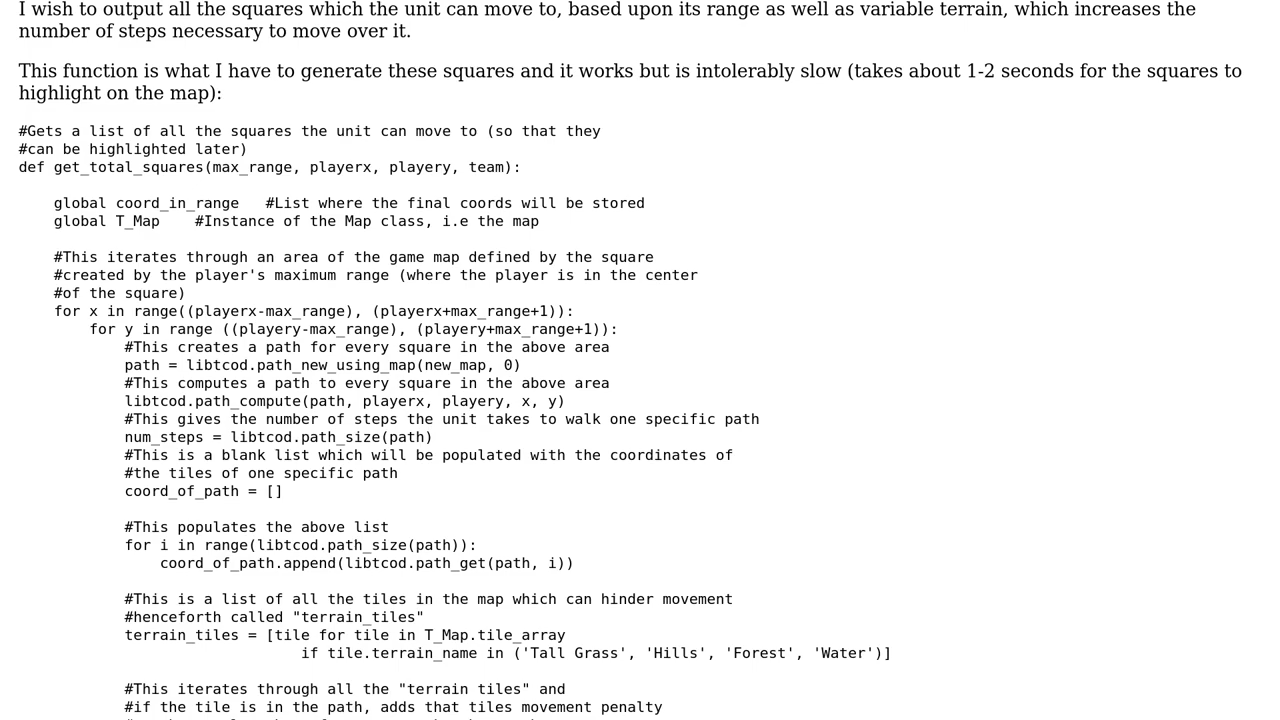 I wish to output all the squares which the unit can move to, based upon its range as well as variable terrain, which increases the
number of steps necessary to move over it.
This function is what I have to generate these squares and it works but is intolerably slow (takes about 1-2 seconds for the squares to
highlight on the map):
#Gets a list of all the squares the unit can move to (so that they
#can be highlighted later)
def get_total_squares(max_range, playerx, playery, team):
    global coord_in_range   #List where the final coords will be stored
    global T_Map    #Instance of the Map class, i.e the map
    #This iterates through an area of the game map defined by the square
    #created by the player's maximum range (where the player is in the center
    #of the square)
    for x in range((playerx-max_range), (playerx+max_range+1)):
        for y in range ((playery-max_range), (playery+max_range+1)):
            #This creates a path for every square in the above area
            path = libtcod.path_new_using_map(new_map, 0)
            #This computes a path to every square in the above area
            libtcod.path_compute(path, playerx, playery, x, y)
            #This gives the number of steps the unit takes to walk one specific path
            num_steps = libtcod.path_size(path)
            #This is a blank list which will be populated with the coordinates of
            #the tiles of one specific path
            coord_of_path = []
            #This populates the above list
            for i in range(libtcod.path_size(path)):
                coord_of_path.append(libtcod.path_get(path, i))
            #This is a list of all the tiles in the map which can hinder movement
            #henceforth called "terrain_tiles"
            terrain_tiles = [tile for tile in T_Map.tile_array
                                if tile.terrain_name in ('Tall Grass', 'Hills', 'Forest', 'Water')]
            #This iterates through all the "terrain tiles" and
            #if the tile is in the path, adds that tiles movement penalty